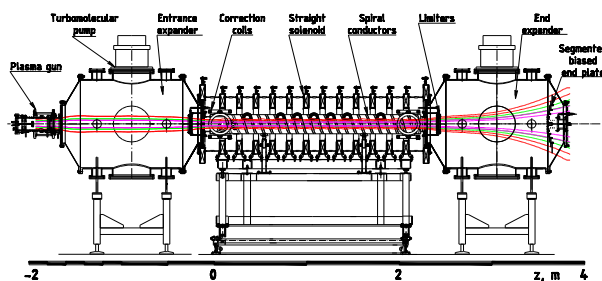 Turbomolecular
pump
Entrance
expander
Correction
coils
Straight
solenoid
Spiral
conductors
Limiters
End
expander
Plasma gun
Segmente
biased
end plate
-2
0
2
z, m
4